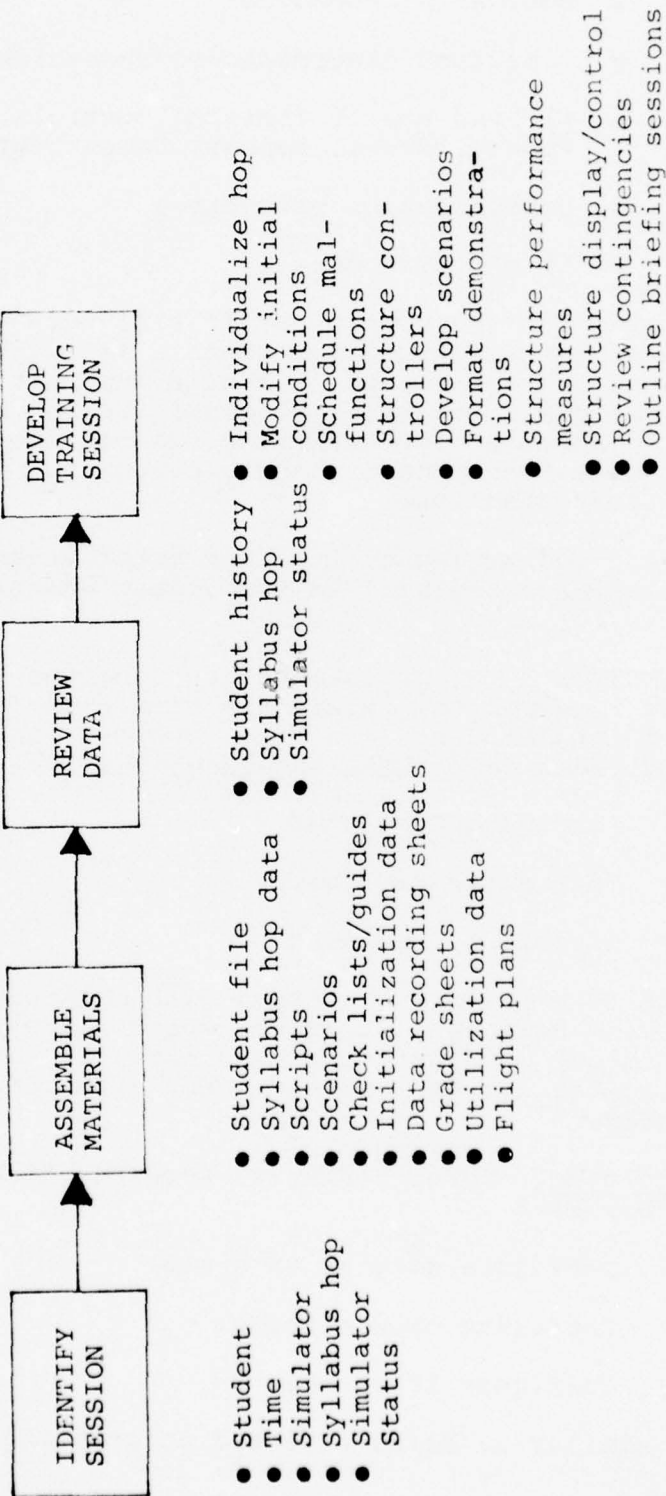 IDENTIFY
SESSION
ASSEMBLE
MATERIALS
REVIEW
DATA
DEVELOP
TRAINING
SESSION
● Student
● Time
● Simulator
● Syllabus hop
● Simulator
Status
● Student file
● Syllabus hop data
● Scripts
● Scenarios
● Check lists/guides
● Initialization data
● Data recording sheets
● Grade sheets
● Utilization data
● Flight plans
● Student history
● Syllabus hop
● Simulator status
● Individualize hop
● Modify initial
conditions
● Schedule mal-
functions
● Structure con-
trollers
● Develop scenarios
● Format demonstra-
tions
● Structure performance
measures
● Structure display/control
● Review contingencies
● Outline briefing sessions